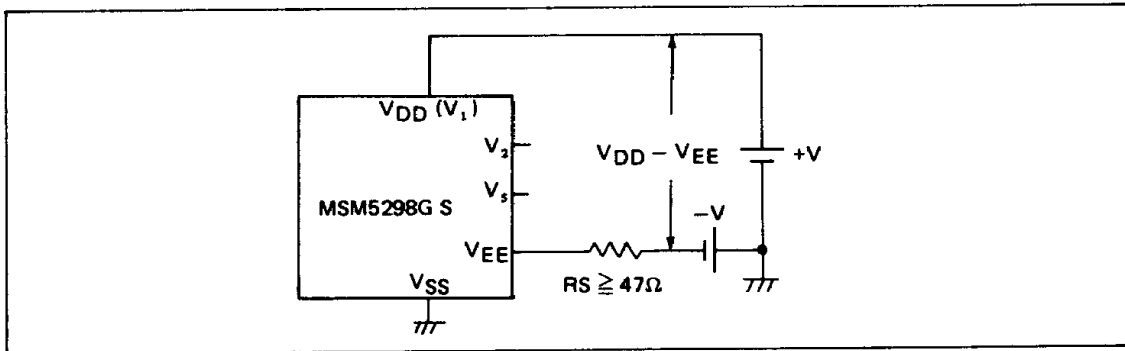 VDD (V₁)
V₂
VDD − VEE
+V
V₅
MSM5298G S
−V
VEE
RS ≧ 47Ω
VSS